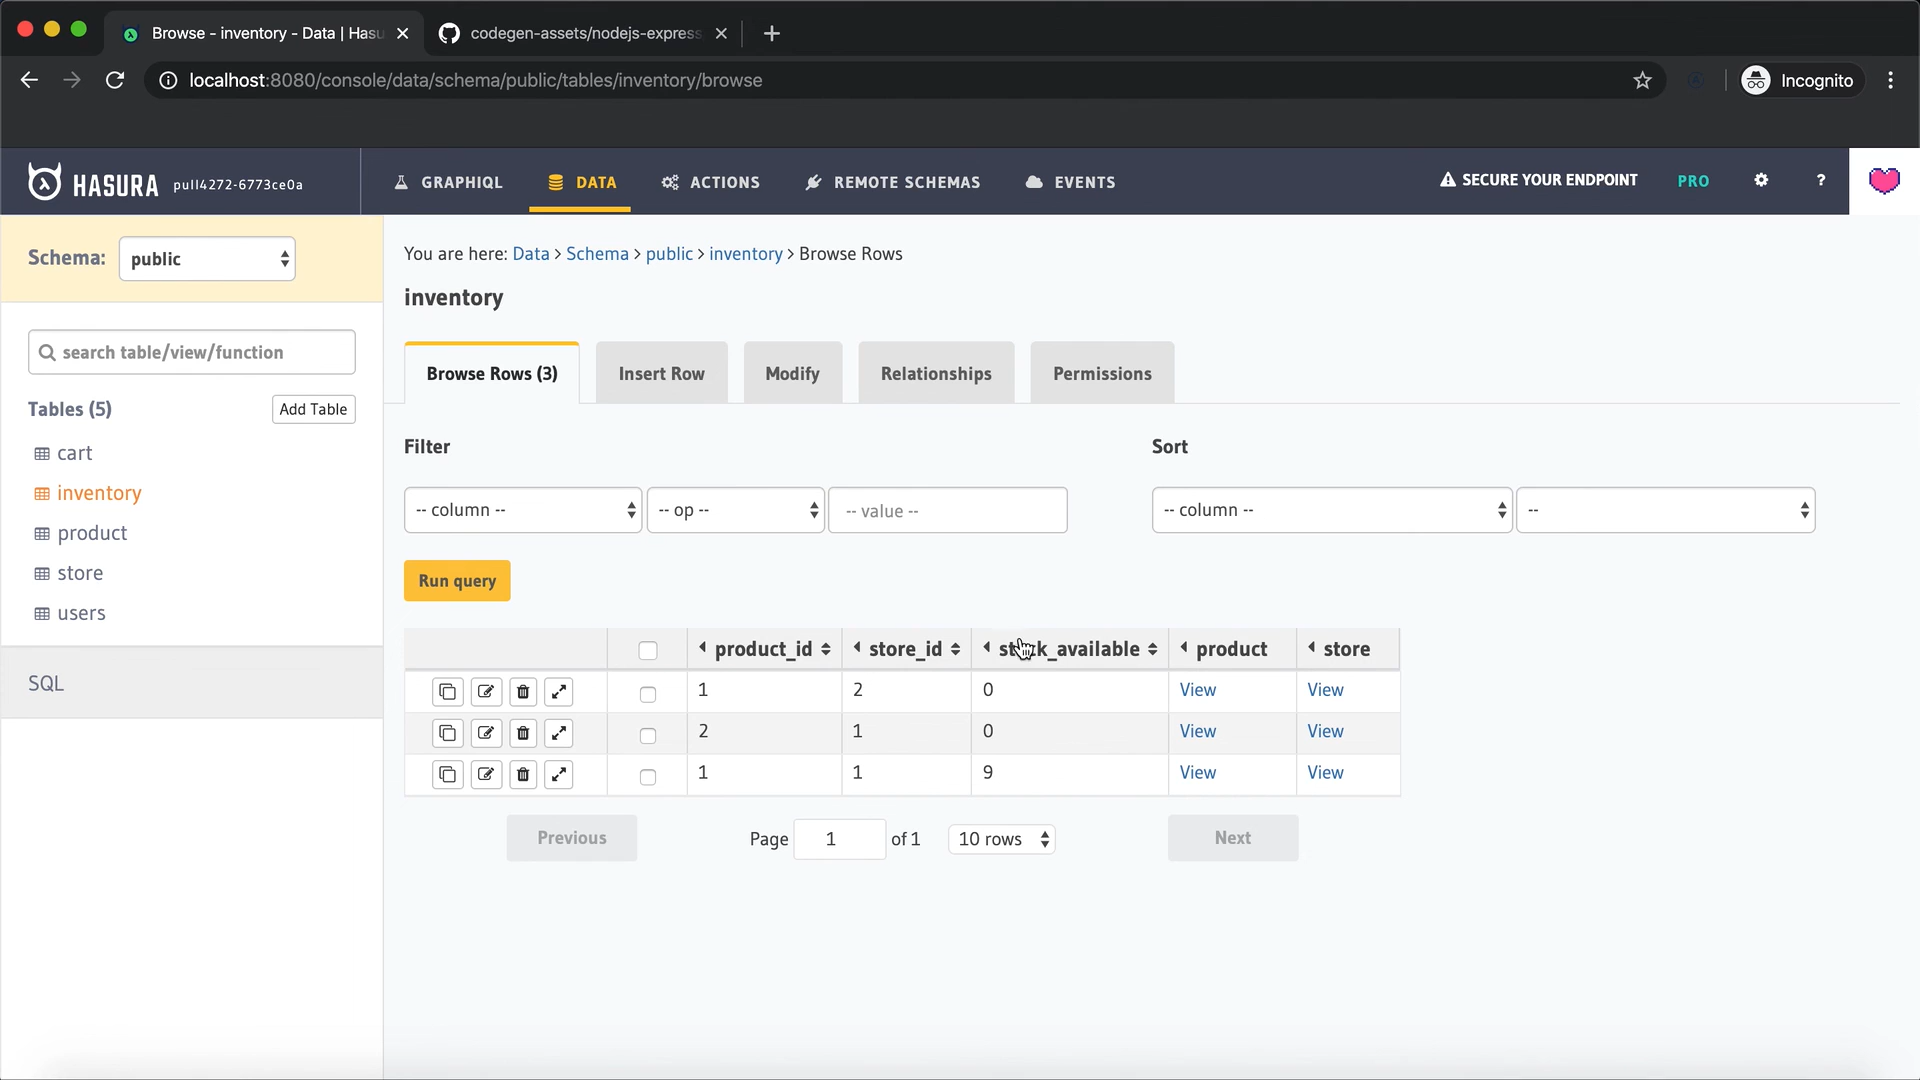 Browse - inventory - Data | Hasu
codegen-assets/nodejs-express
localhost:8080/console/data/schema/public/tables/inventory/browse
Incognito
HASURA pull4272-6773ce0a
GRAPHIQL
DATA
ACTIONS
REMOTE SCHEMAS
EVENTS
SECURE YOUR ENDPOINT
PRO
?
Schema: public
You are here: Data > Schema > public > inventory > Browse Rows
inventory
search table/view/function
Browse Rows (3)
Insert Row
Modify
Relationships
Permissions
Tables (5)
Add Table
cart
inventory
product
store
users
SQL
Filter
Sort
-- column --
-- op --
-- value --
-- column --
--
Run query
product_id store_id stock_available product store
1 2 0 View View
2 1 0 View View
1 1 9 View View
Previous
Page 1 of 1
10 rows
Next